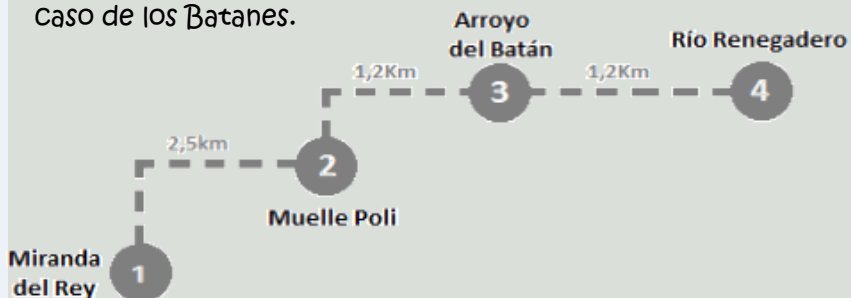 caso de los Batanes.
Arroyo
del Batán
Río Renegadero
1,2Km
1,2Km
3
4
2,5km
2
Muelle Poli
Miranda
del Rey
1